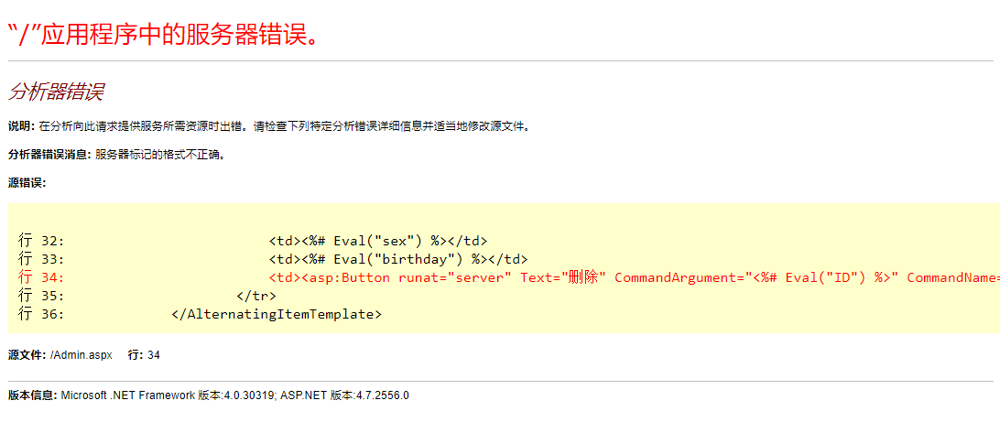 “/”应用程序中的服务器错误。
分析器错误
说明: 在分析向此请求提供服务所需资源时出错。请检查下列特定分析错误详细信息并适当地修改源文件。
分析器错误消息: 服务器标记的格式不正确。
源错误:
行 32:                         <td><%# Eval("sex") %></td>
行 33:                         <td><%# Eval("birthday") %></td>
行 34:                         <td><asp:Button runat="server" Text="删除" CommandArgument="<%# Eval("ID") %>" CommandName=
行 35:                     </tr>
行 36:             </AlternatingItemTemplate>
源文件: /Admin.aspx    行: 34
版本信息: Microsoft .NET Framework 版本:4.0.30319; ASP.NET 版本:4.7.2556.0